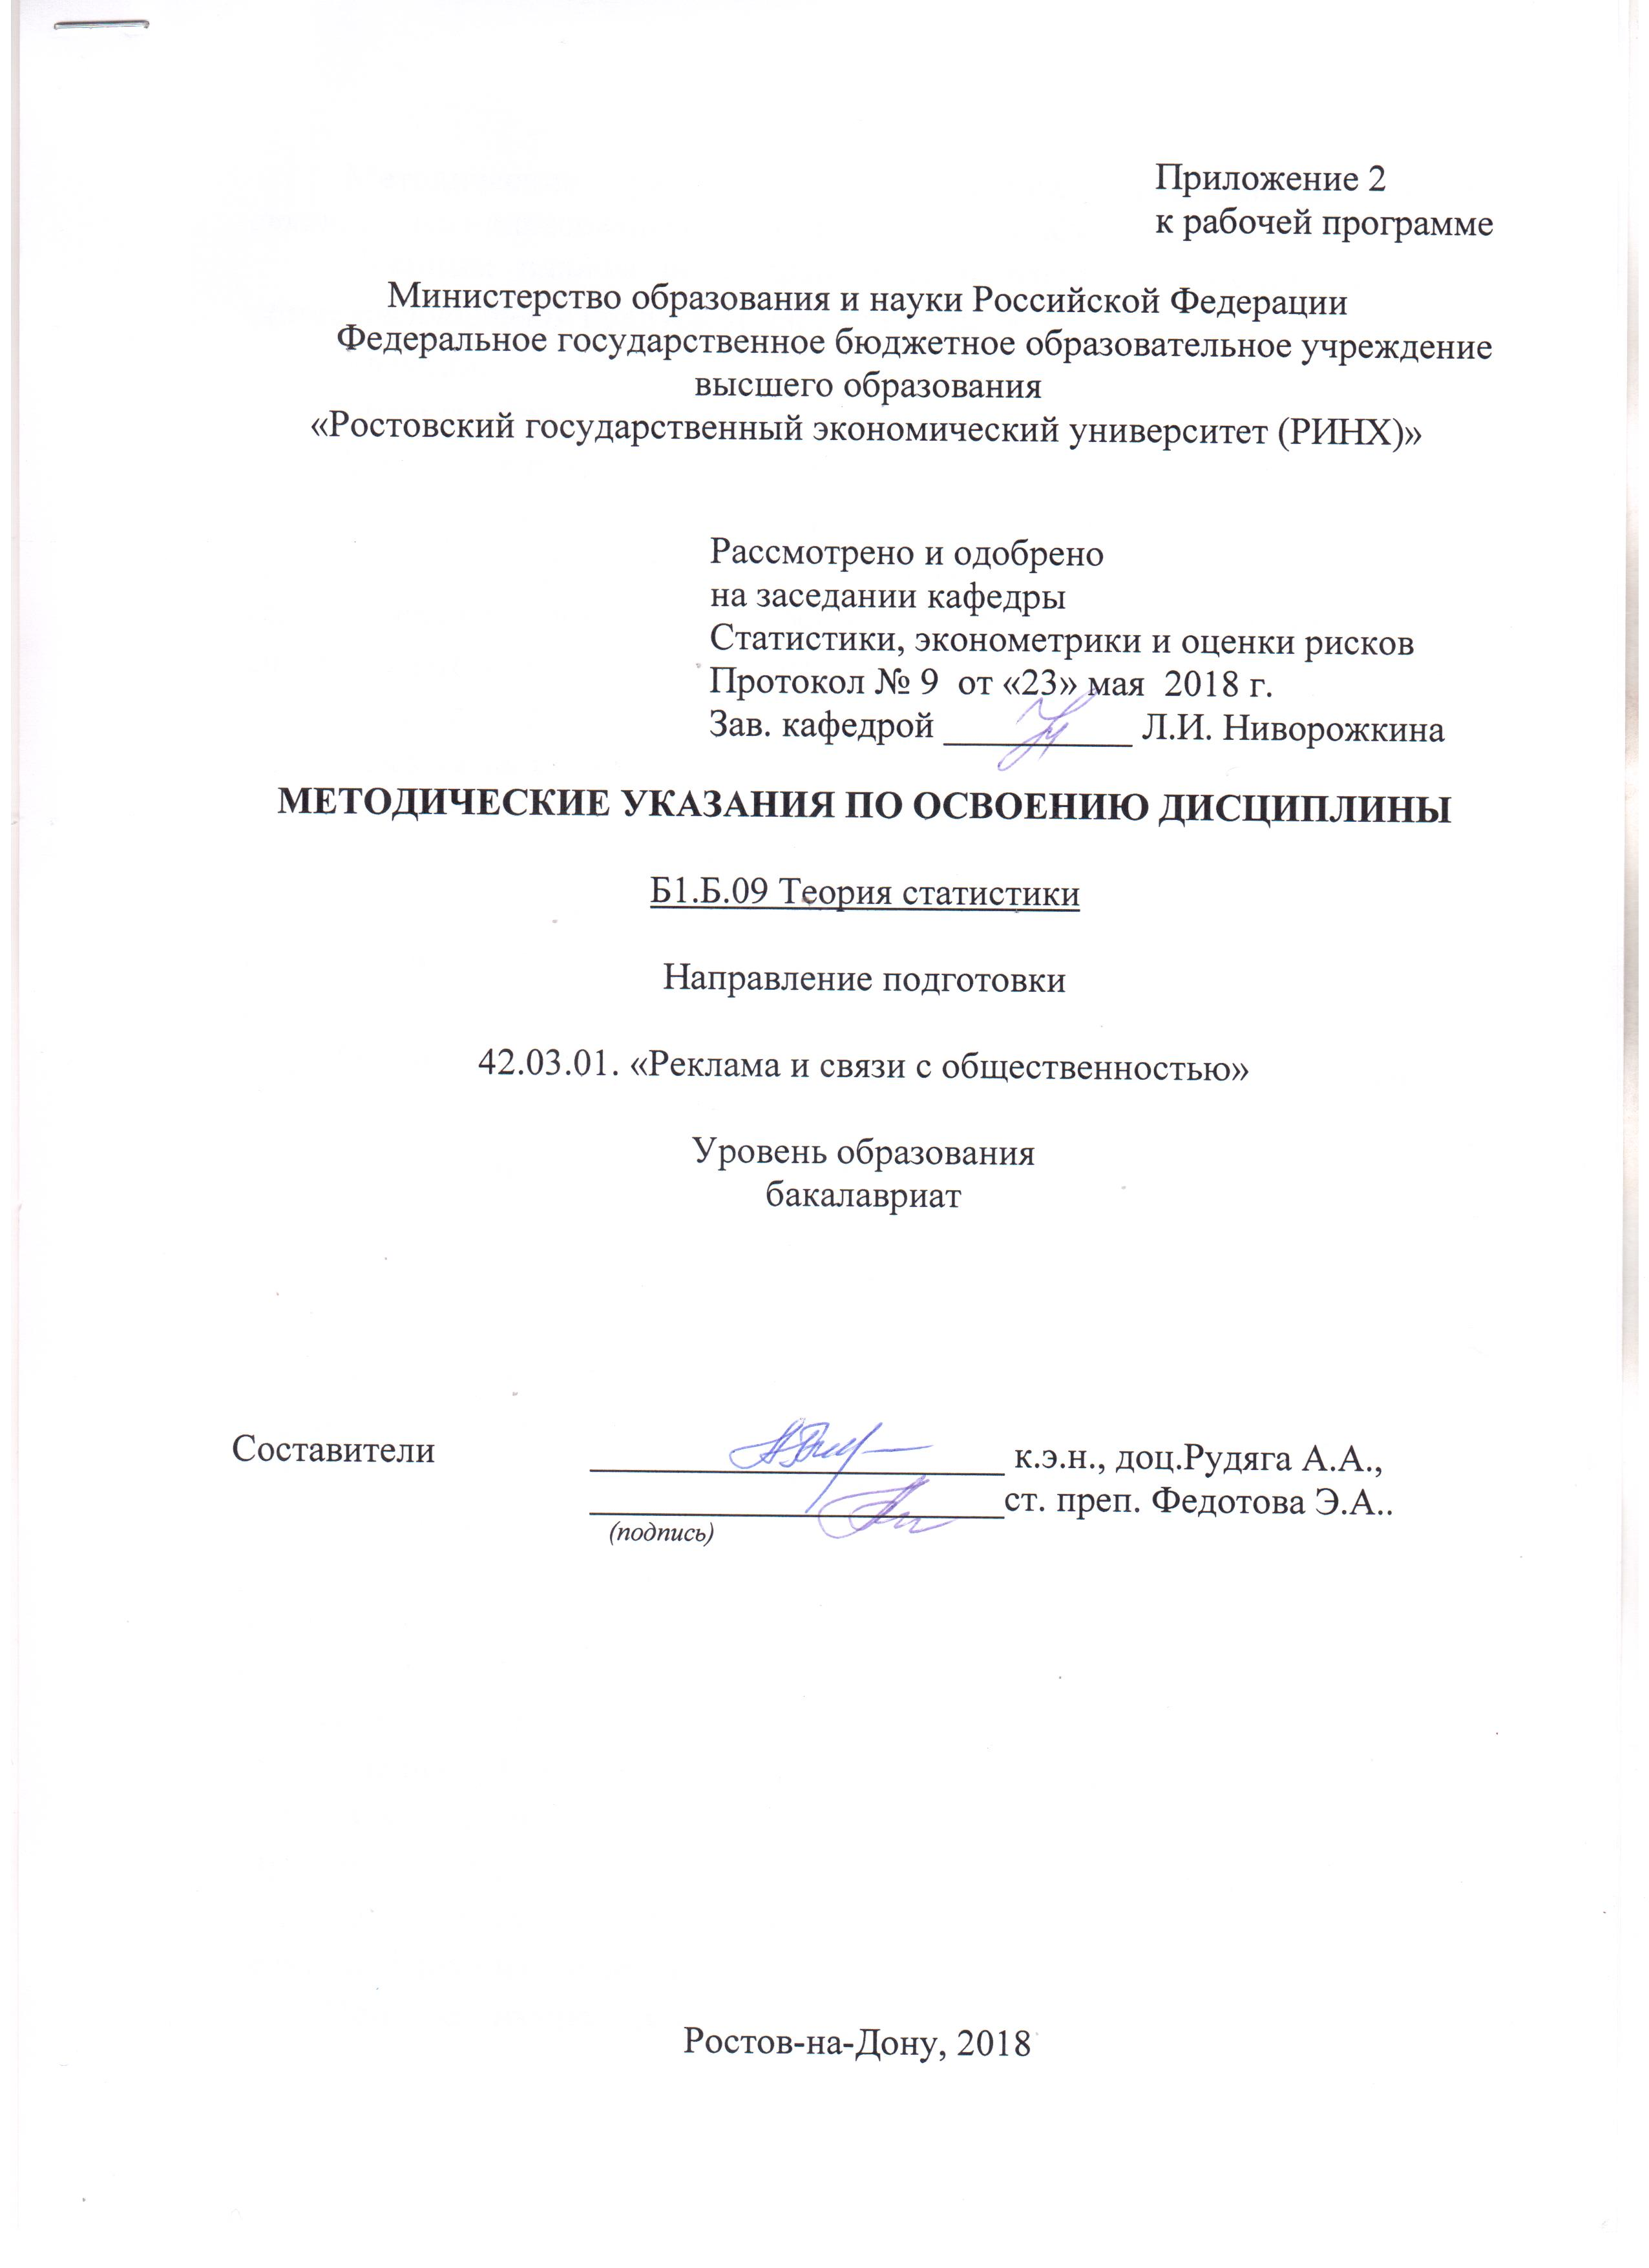 Приложение 2
к рабочей программе
Министерство образования и науки Российской Федерации
Федеральное государственное бюджетное образовательное учреждение
высшего образования
«Ростовский государственный экономический университет (РИНХ)»
Рассмотрено и одобрено
на заседании кафедры
Статистики, эконометрики и оценки рисков
Протокол № 9 от «23» мая 2018 г.
Зав. кафедрой __________ Л.И. Ниворожкина
МЕТОДИЧЕСКИЕ УКАЗАНИЯ ПО ОСВОЕНИЮ ДИСЦИПЛИНЫ
Б1.Б.09 Теория статистики
Направление подготовки
42.03.01. «Реклама и связи с общественностью»
Уровень образования
бакалавриат
Составители ______________________ к.э.н., доц.Рудяга А.А.,
______________________ст. преп. Федотова Э.А..
(подпись)
Ростов-на-Дону, 2018